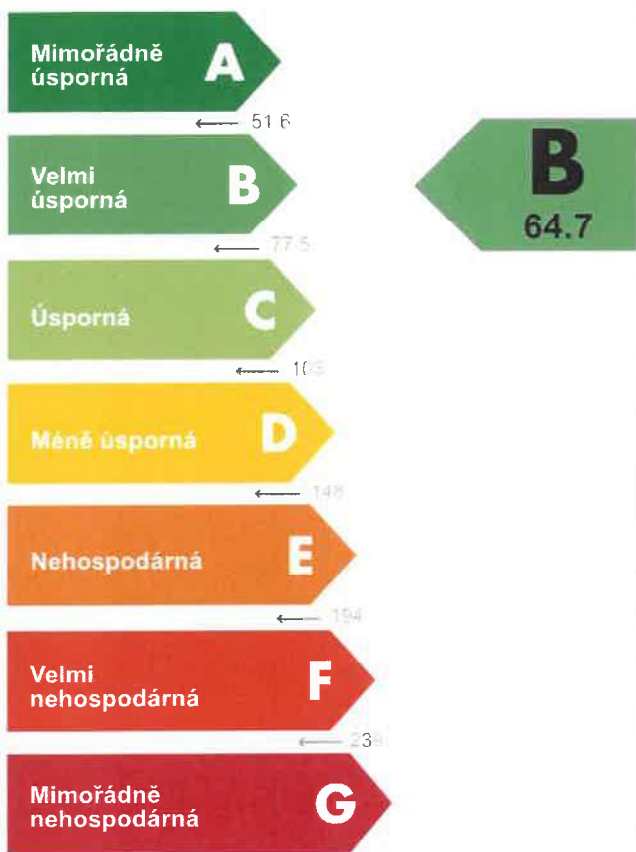 Mimořádně
úsporná
A
51.6
Velmi
úsporná
B
B
64.7
77.5
Úsporná
C
Méně úsporná
D
148
Nehospodárná
E
194
Velmi
nehospodárná
F
Mimořádně
nehospodárná
G